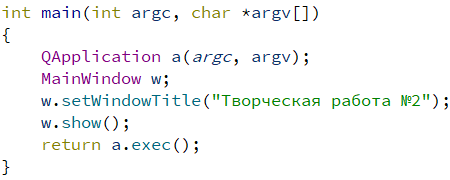 int main(int argc, char *argv[])
{
    QApplication a(argc, argv);
    MainWindow w;
    w.setWindowTitle("Творческая работа №2");
    w.show();
    return a.exec();
}